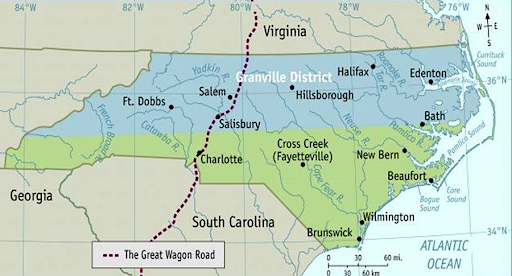 84°W
82°W
80°W
78°W
76°W
Virginia
N
W
E
S
Currituck
Sound
Yadkin
Granville District
Halifax
Roanoke R.
Edenton
36°N
Salem
Hillsborough
Ft. Dobbs
Bath
French Broad
Salisbury
Catawba R.
Neuse R.
Pamlico R.
Pamlico Sound
Cross Creek
(Fayetteville)
New Bern
Charlotte
Beaufort
Cape Fear R.
Core
Sound
Bogue
Sound
Georgia
South Carolina
Wilmington
Brunswick
34°N
ATLANTIC
OCEAN
The Great Wagon Road
0 30 60 mi.
0 30 60 km